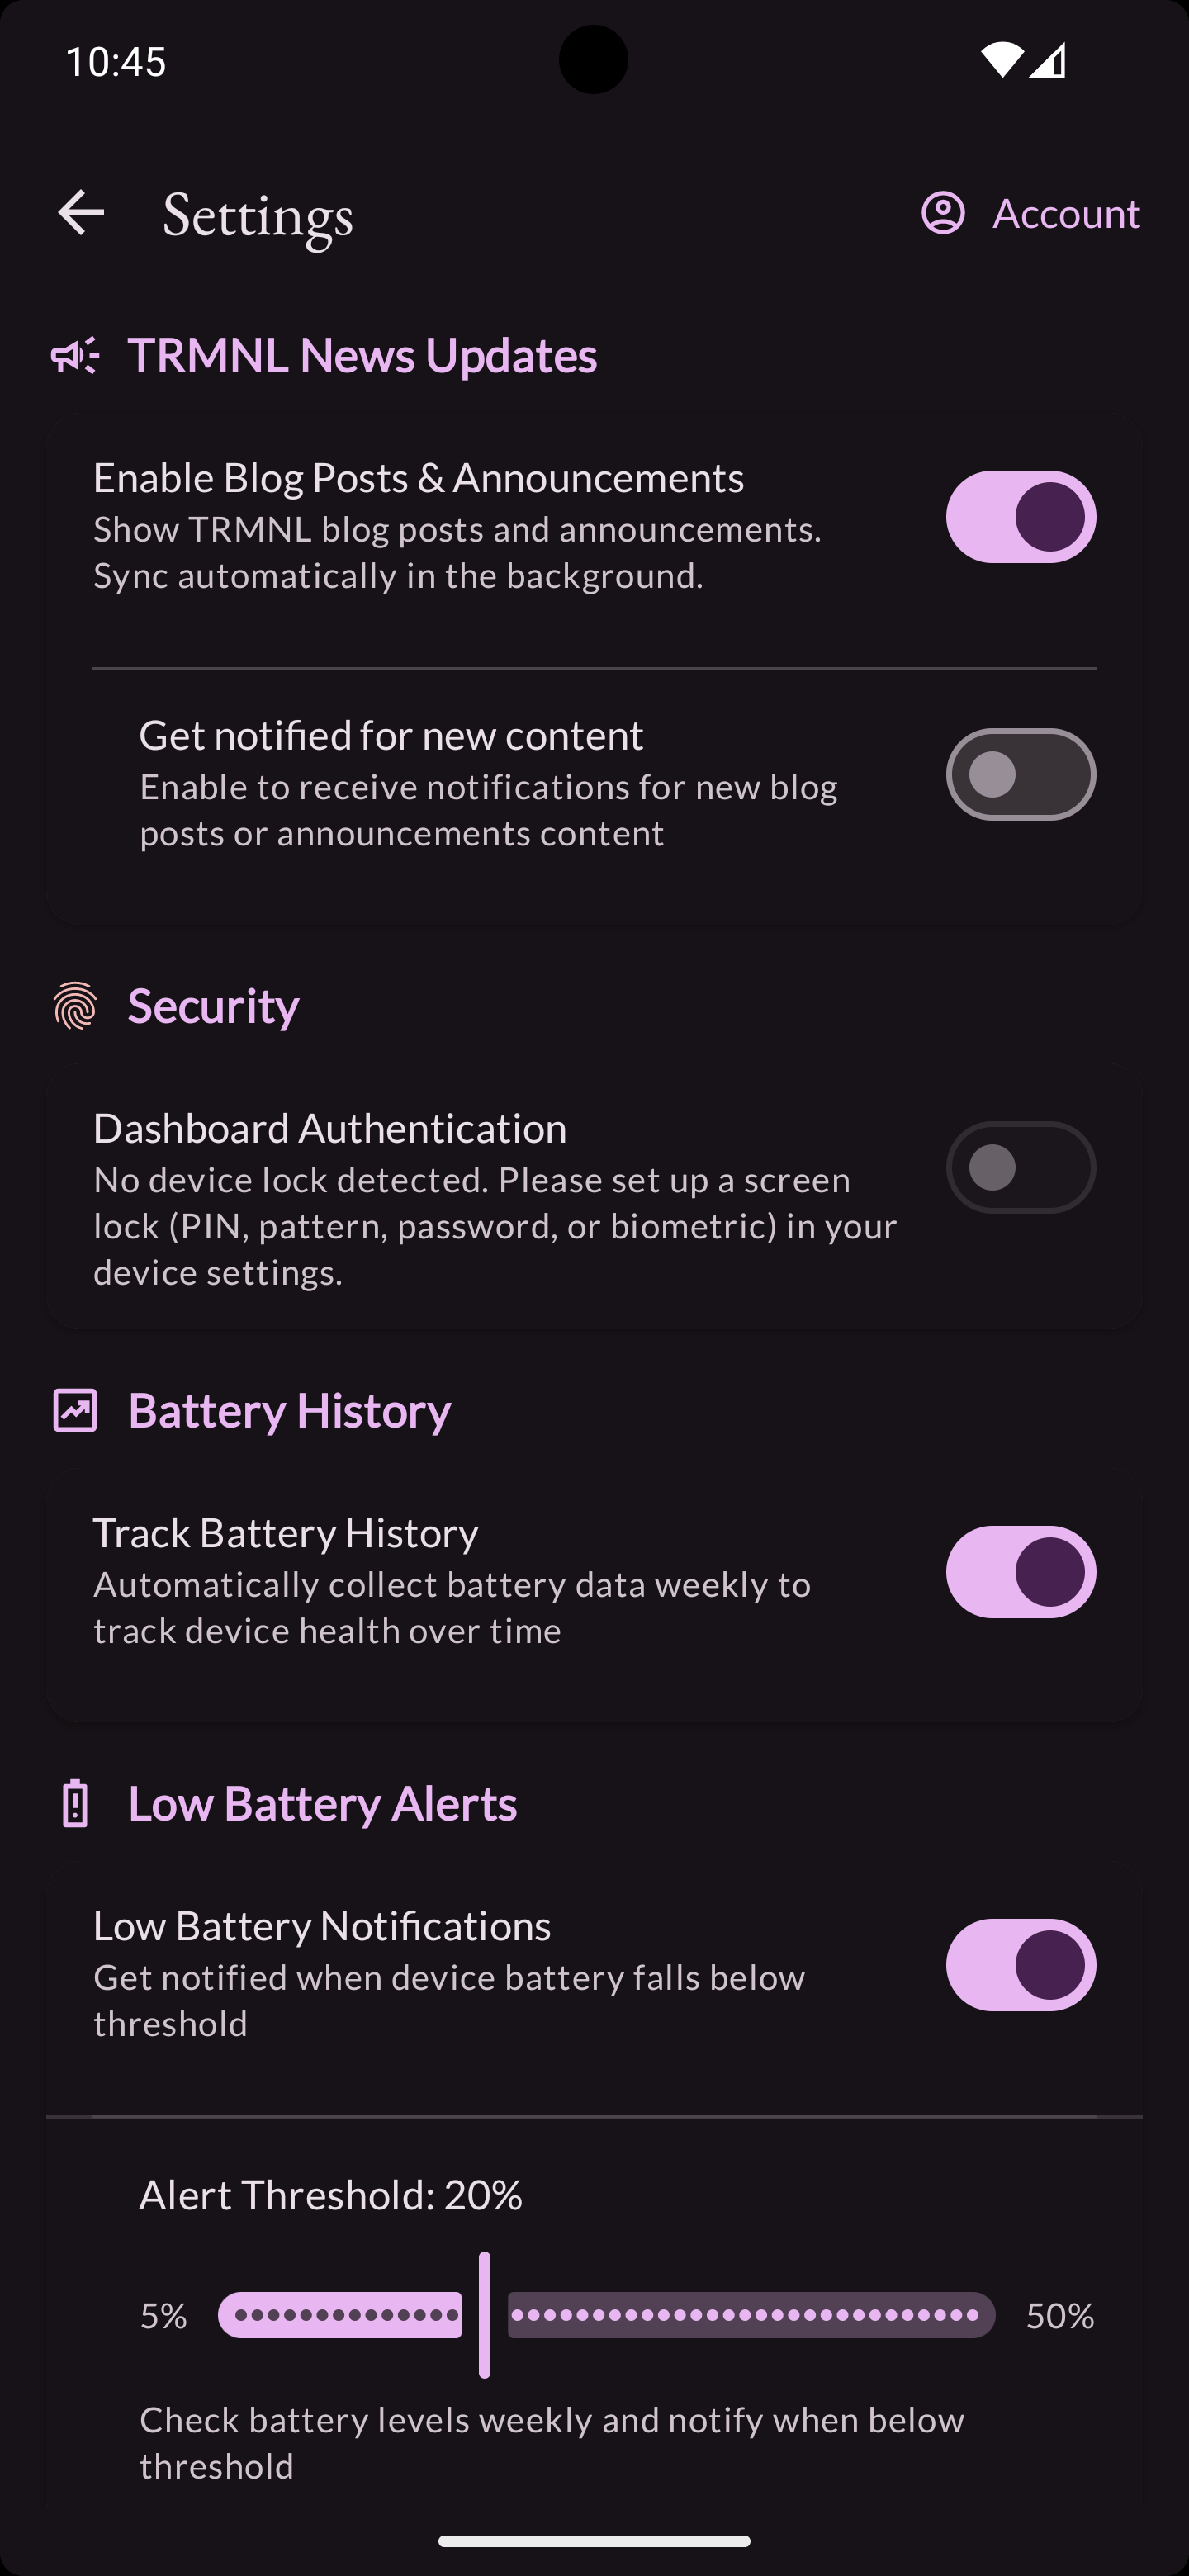 10:45
Settings
Account
TRMNL News Updates
Enable Blog Posts & Announcements
Show TRMNL blog posts and announcements.
Sync automatically in the background.
Get notified for new content
Enable to receive notifications for new blog
posts or announcements content
Security
Dashboard Authentication
No device lock detected. Please set up a screen
lock (PIN, pattern, password, or biometric) in your
device settings.
Battery History
Track Battery History
Automatically collect battery data weekly to
track device health over time
Low Battery Alerts
Low Battery Notifications
Get notified when device battery falls below
threshold
Alert Threshold: 20%
5%
50%
Check battery levels weekly and notify when below
threshold